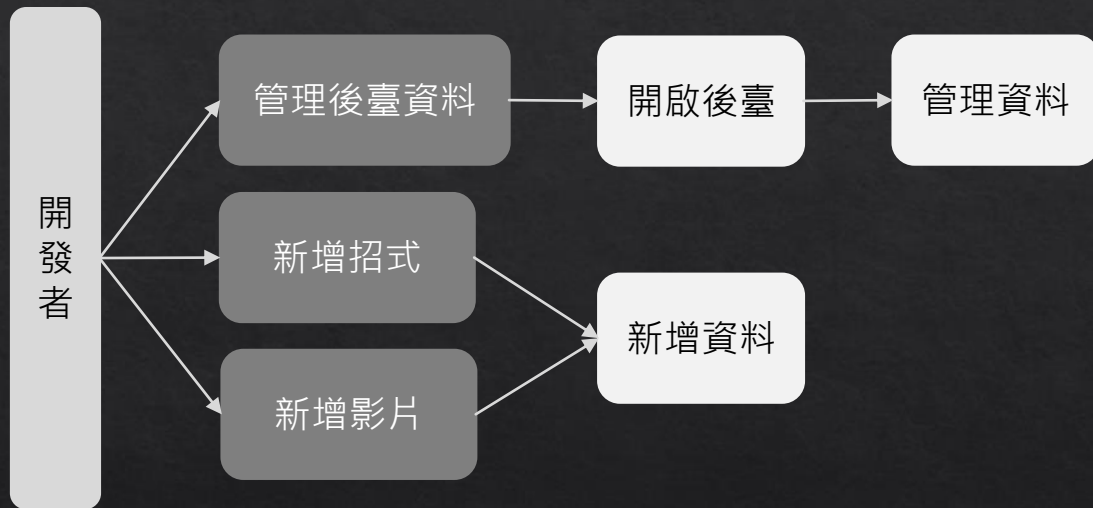 開發者
管理後臺資料
開啟後臺
管理資料
新增招式
新增影片
新增資料